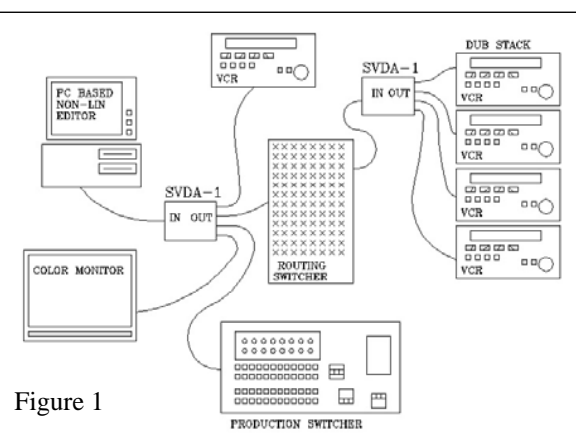 DUB STACK
VCR
SVDA-1
PC BASED
NON-LIN
EDITOR
IN OUT
VCR
VCR
SVDA-1
IN OUT
VCR
COLOR MONITOR
ROUTING
SWITCHER
VCR
Figure 1
PRODUCTION SWITCHER